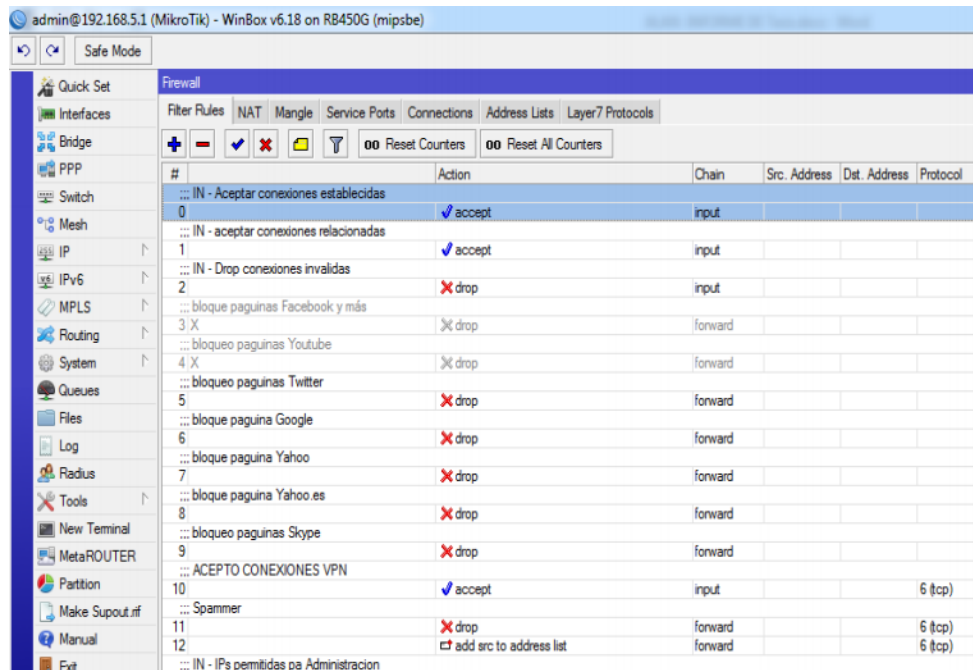 admin@192.168.5.1 (MikroTik) - WinBox v6.18 on RB450G (mipsbe)
Safe Mode
Quick Set
Interfaces
Bridge
PPP
Switch
Mesh
IP
IPv6
MPLS
Routing
System
Queues
Files
Log
Radius
Tools
New Terminal
MetaROUTER
Partition
Make Supout.rif
Manual
Exit
Firewall
Filter Rules NAT Mangle Service Ports Connections Address Lists Layer7 Protocols
00 Reset Counters 00 Reset All Counters
# Action Chain Src. Address Dst. Address Protocol
::: IN - Aceptar conexiones establecidas
0 accept input
::: IN - aceptar conexiones relacionadas
1 accept input
::: IN - Drop conexiones invalidas
2 drop input
::: bloque paginas Facebook y más
3 X drop forward
::: bloqueo paginas Youtube
4 X drop forward
::: bloqueo paginas Twitter
5 drop forward
::: bloque pagina Google
6 drop forward
::: bloque pagina Yahoo
7 drop forward
::: bloque pagina Yahoo.es
8 drop forward
::: bloqueo paginas Skype
9 drop forward
::: ACEPTO CONEXIONES VPN
10 accept input 6 (tcp)
::: Spammer
11 drop forward 6 (tcp)
12 add src to address list forward 6 (tcp)
::: IN - IPs permitidas pa Administracion